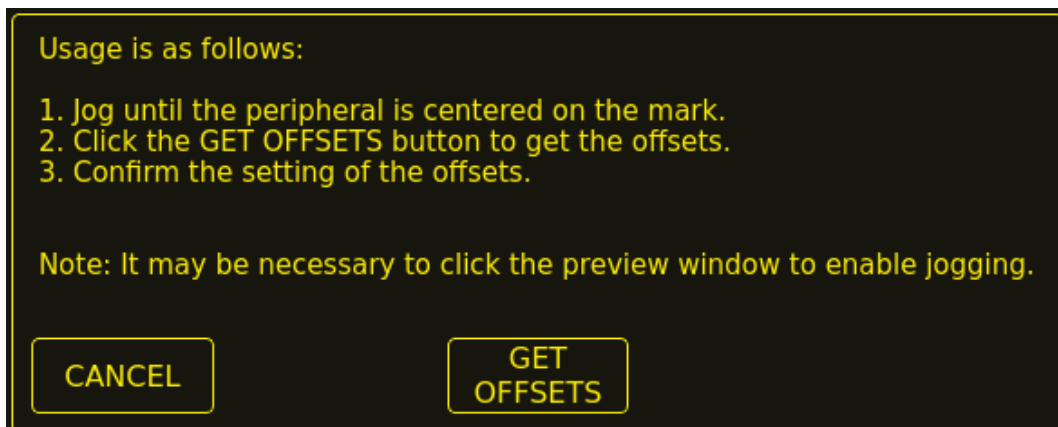 Usage is as follows:
1. Jog until the peripheral is centered on the mark.
2. Click the GET OFFSETS button to get the offsets.
3. Confirm the setting of the offsets.
Note: It may be necessary to click the preview window to enable jogging.
CANCEL
GET
OFFSETS